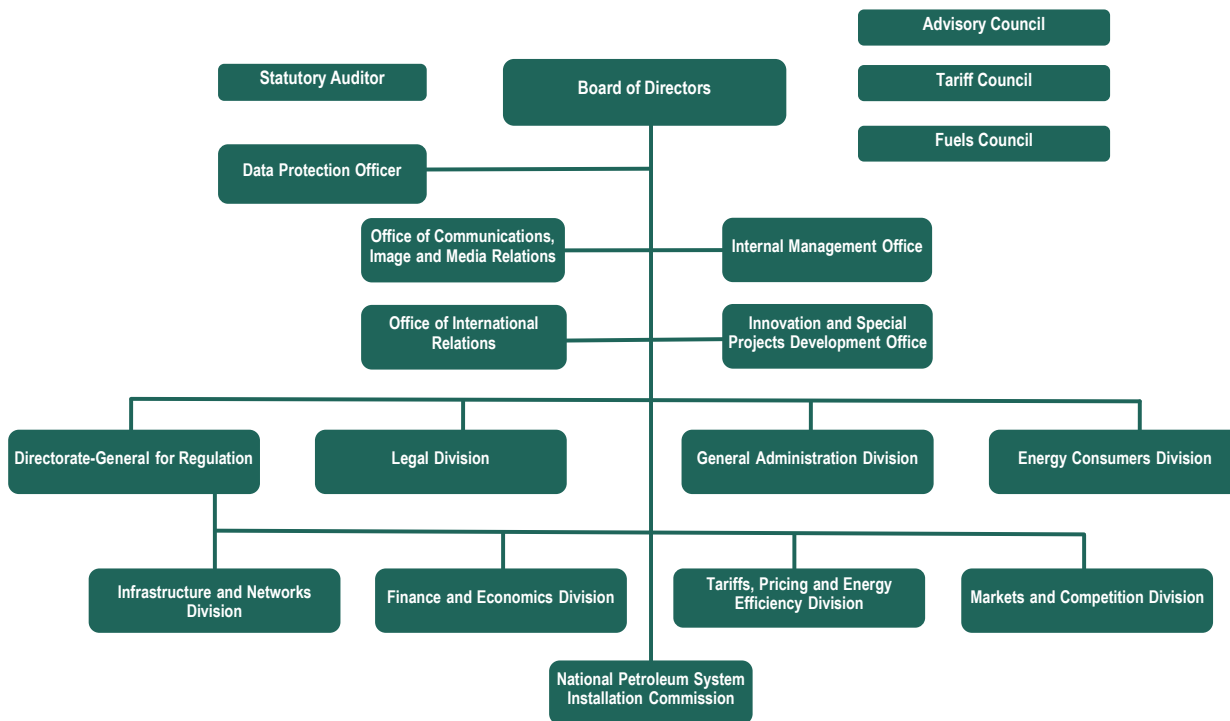 Advisory Council
Statutory Auditor
Board of Directors
Tariff Council
Fuels Council
Data Protection Officer
Office of Communications,
Image and Media Relations
Internal Management Office
Office of International
Relations
Innovation and Special
Projects Development Office
Directorate-General for Regulation
Legal Division
General Administration Division
Energy Consumers Division
Infrastructure and Networks
Division
Finance and Economics Division
Tariffs, Pricing and Energy
Efficiency Division
Markets and Competition Division
National Petroleum System
Installation Commission